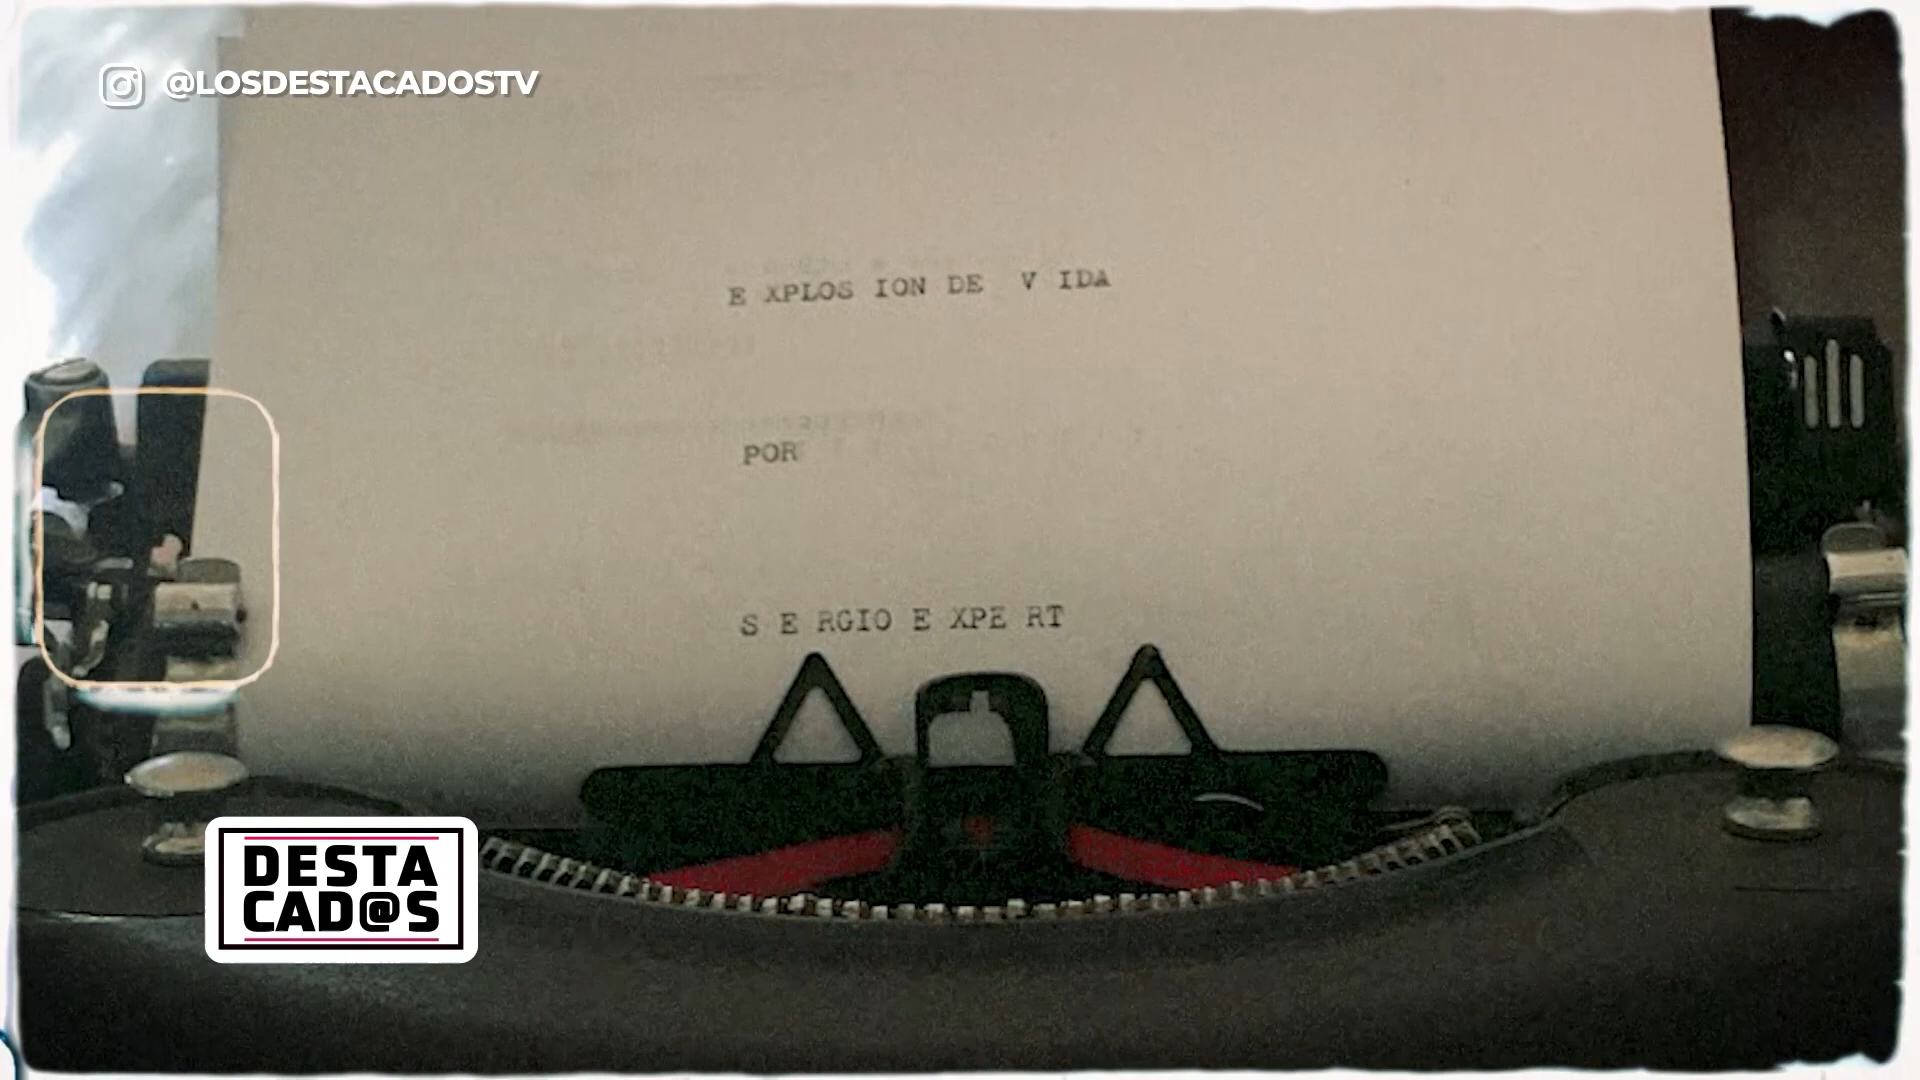 @LOSDESTACADOSTV
E XPLOS ION DE V IDA
POR
S E RGIO E XPE RT
DESTA
CAD@S